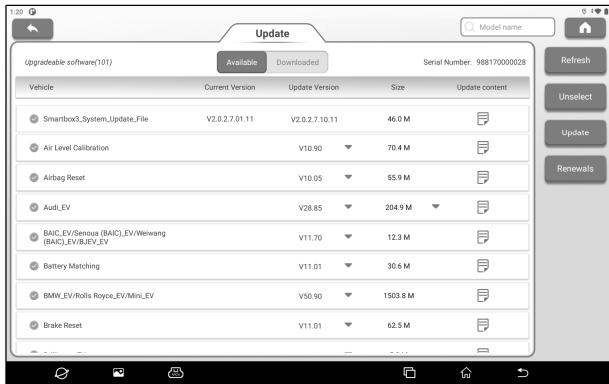 1:20
Update
Model name
Upgradeable software(101)
Available
Downloaded
Serial Number: 988170000028
Refresh
Unselect
Update
Renewals
Vehicle Current Version Update Version Size Update content
Smartbox3_System_Update_File V2.0.2.7.01.11 V2.0.2.7.10.11 46.0 M
Air Level Calibration V10.90 70.4 M
Airbag Reset V10.05 55.9 M
Audi_EV V28.85 204.9 M
BAIC_EV/Senoua (BAIC)_EV/Weiwang
(BAIC)_EV/BJEV_EV V11.70 12.3 M
Battery Matching V11.01 30.6 M
BMW_EV/Rolls Royce_EV/Mini_EV V50.90 1503.8 M
Brake Reset V11.01 62.5 M